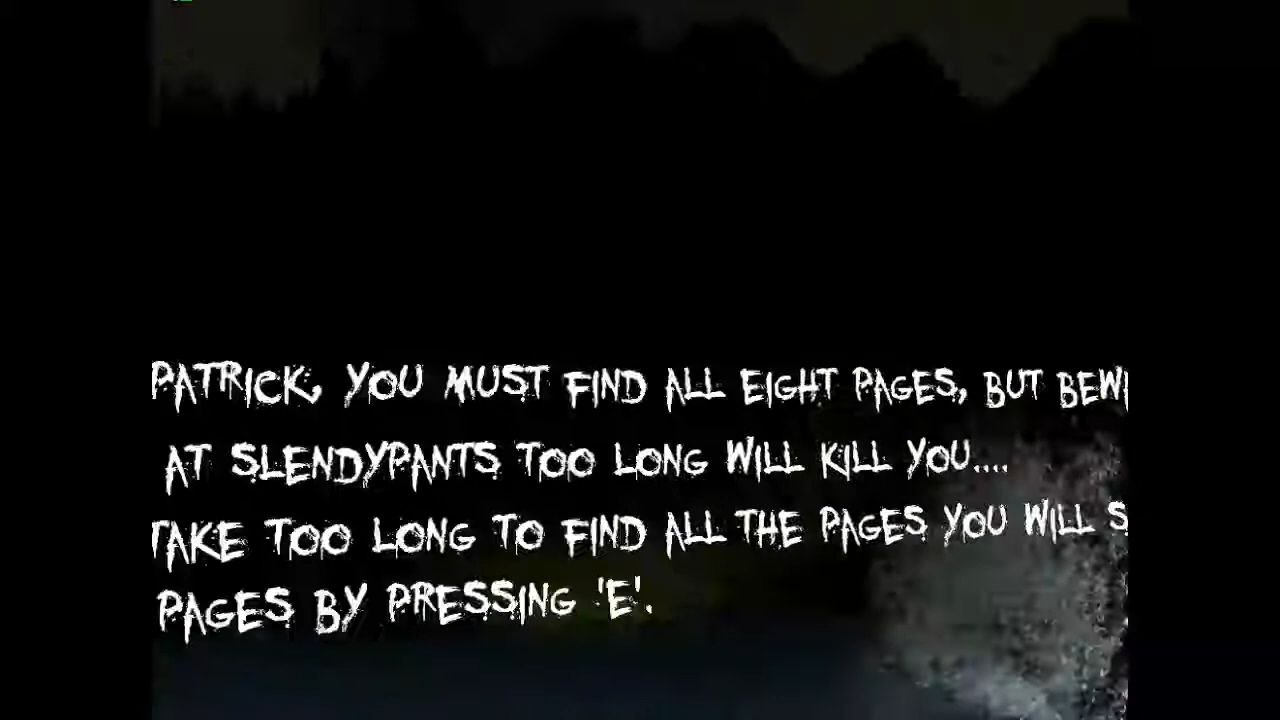 PATRICK, YOU MUST FIND ALL EIGHT PAGES, BUT
AT SLENDYPANTS TOO LONG WILL KILL YOU....
TAKE TOO LONG TO FIND ALL THE PAGES YOU WILL
PAGES BY PRESSING 'E'.